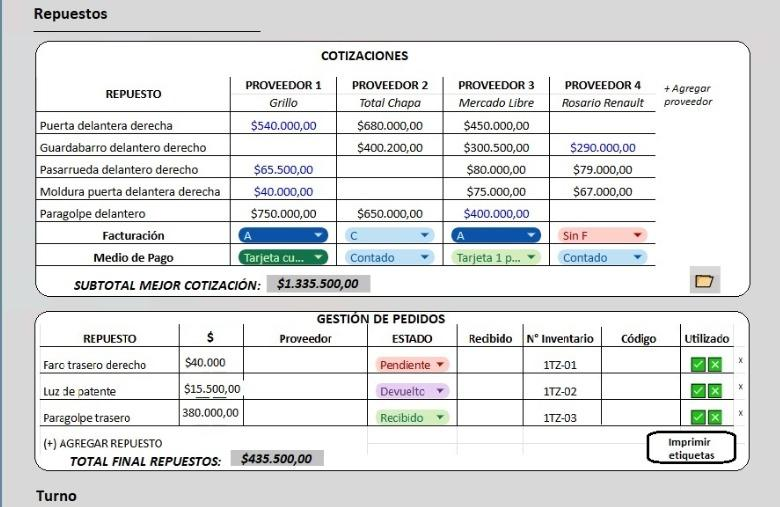 Repuestos
COTIZACIONES
REPUESTO PROVEEDOR 1 PROVEEDOR 2 PROVEEDOR 3 PROVEEDOR 4 + Agregar proveedor
Grillo Total Chapa Mercado Libre Rosario Renault
Puerta delantera derecha $540.000,00 $680.000,00 $450.000,00
Guardabarro delantero derecho $400.200,00 $300.500,00 $290.000,00
Pasarrueda delantero derecho $65.500,00 $80.000,00 $79.000,00
Moldura puerta delantera derecha $40.000,00 $75.000,00 $67.000,00
Paragolpe delantero $750.000,00 $650.000,00 $400.000,00
Facturación A C A Sin F
Medio de Pago Tarjeta cu... Contado Tarjeta 1 p... Contado
SUBTOTAL MEJOR COTIZACIÓN: $1.335.500,00
GESTIÓN DE PEDIDOS
REPUESTO $ Proveedor ESTADO Recibido N° Inventario Código Utilizado
Faro trasero derecho $40.000 Pendiente 1TZ-01 x
Luz de patente $15.500,00 Devuelto 1TZ-02 x
Paragolpe trasero 380.000,00 Recibido 1TZ-03 x
(+) AGREGAR REPUESTO
TOTAL FINAL REPUESTOS: $435.500,00
Imprimir
etiquetas
Turno